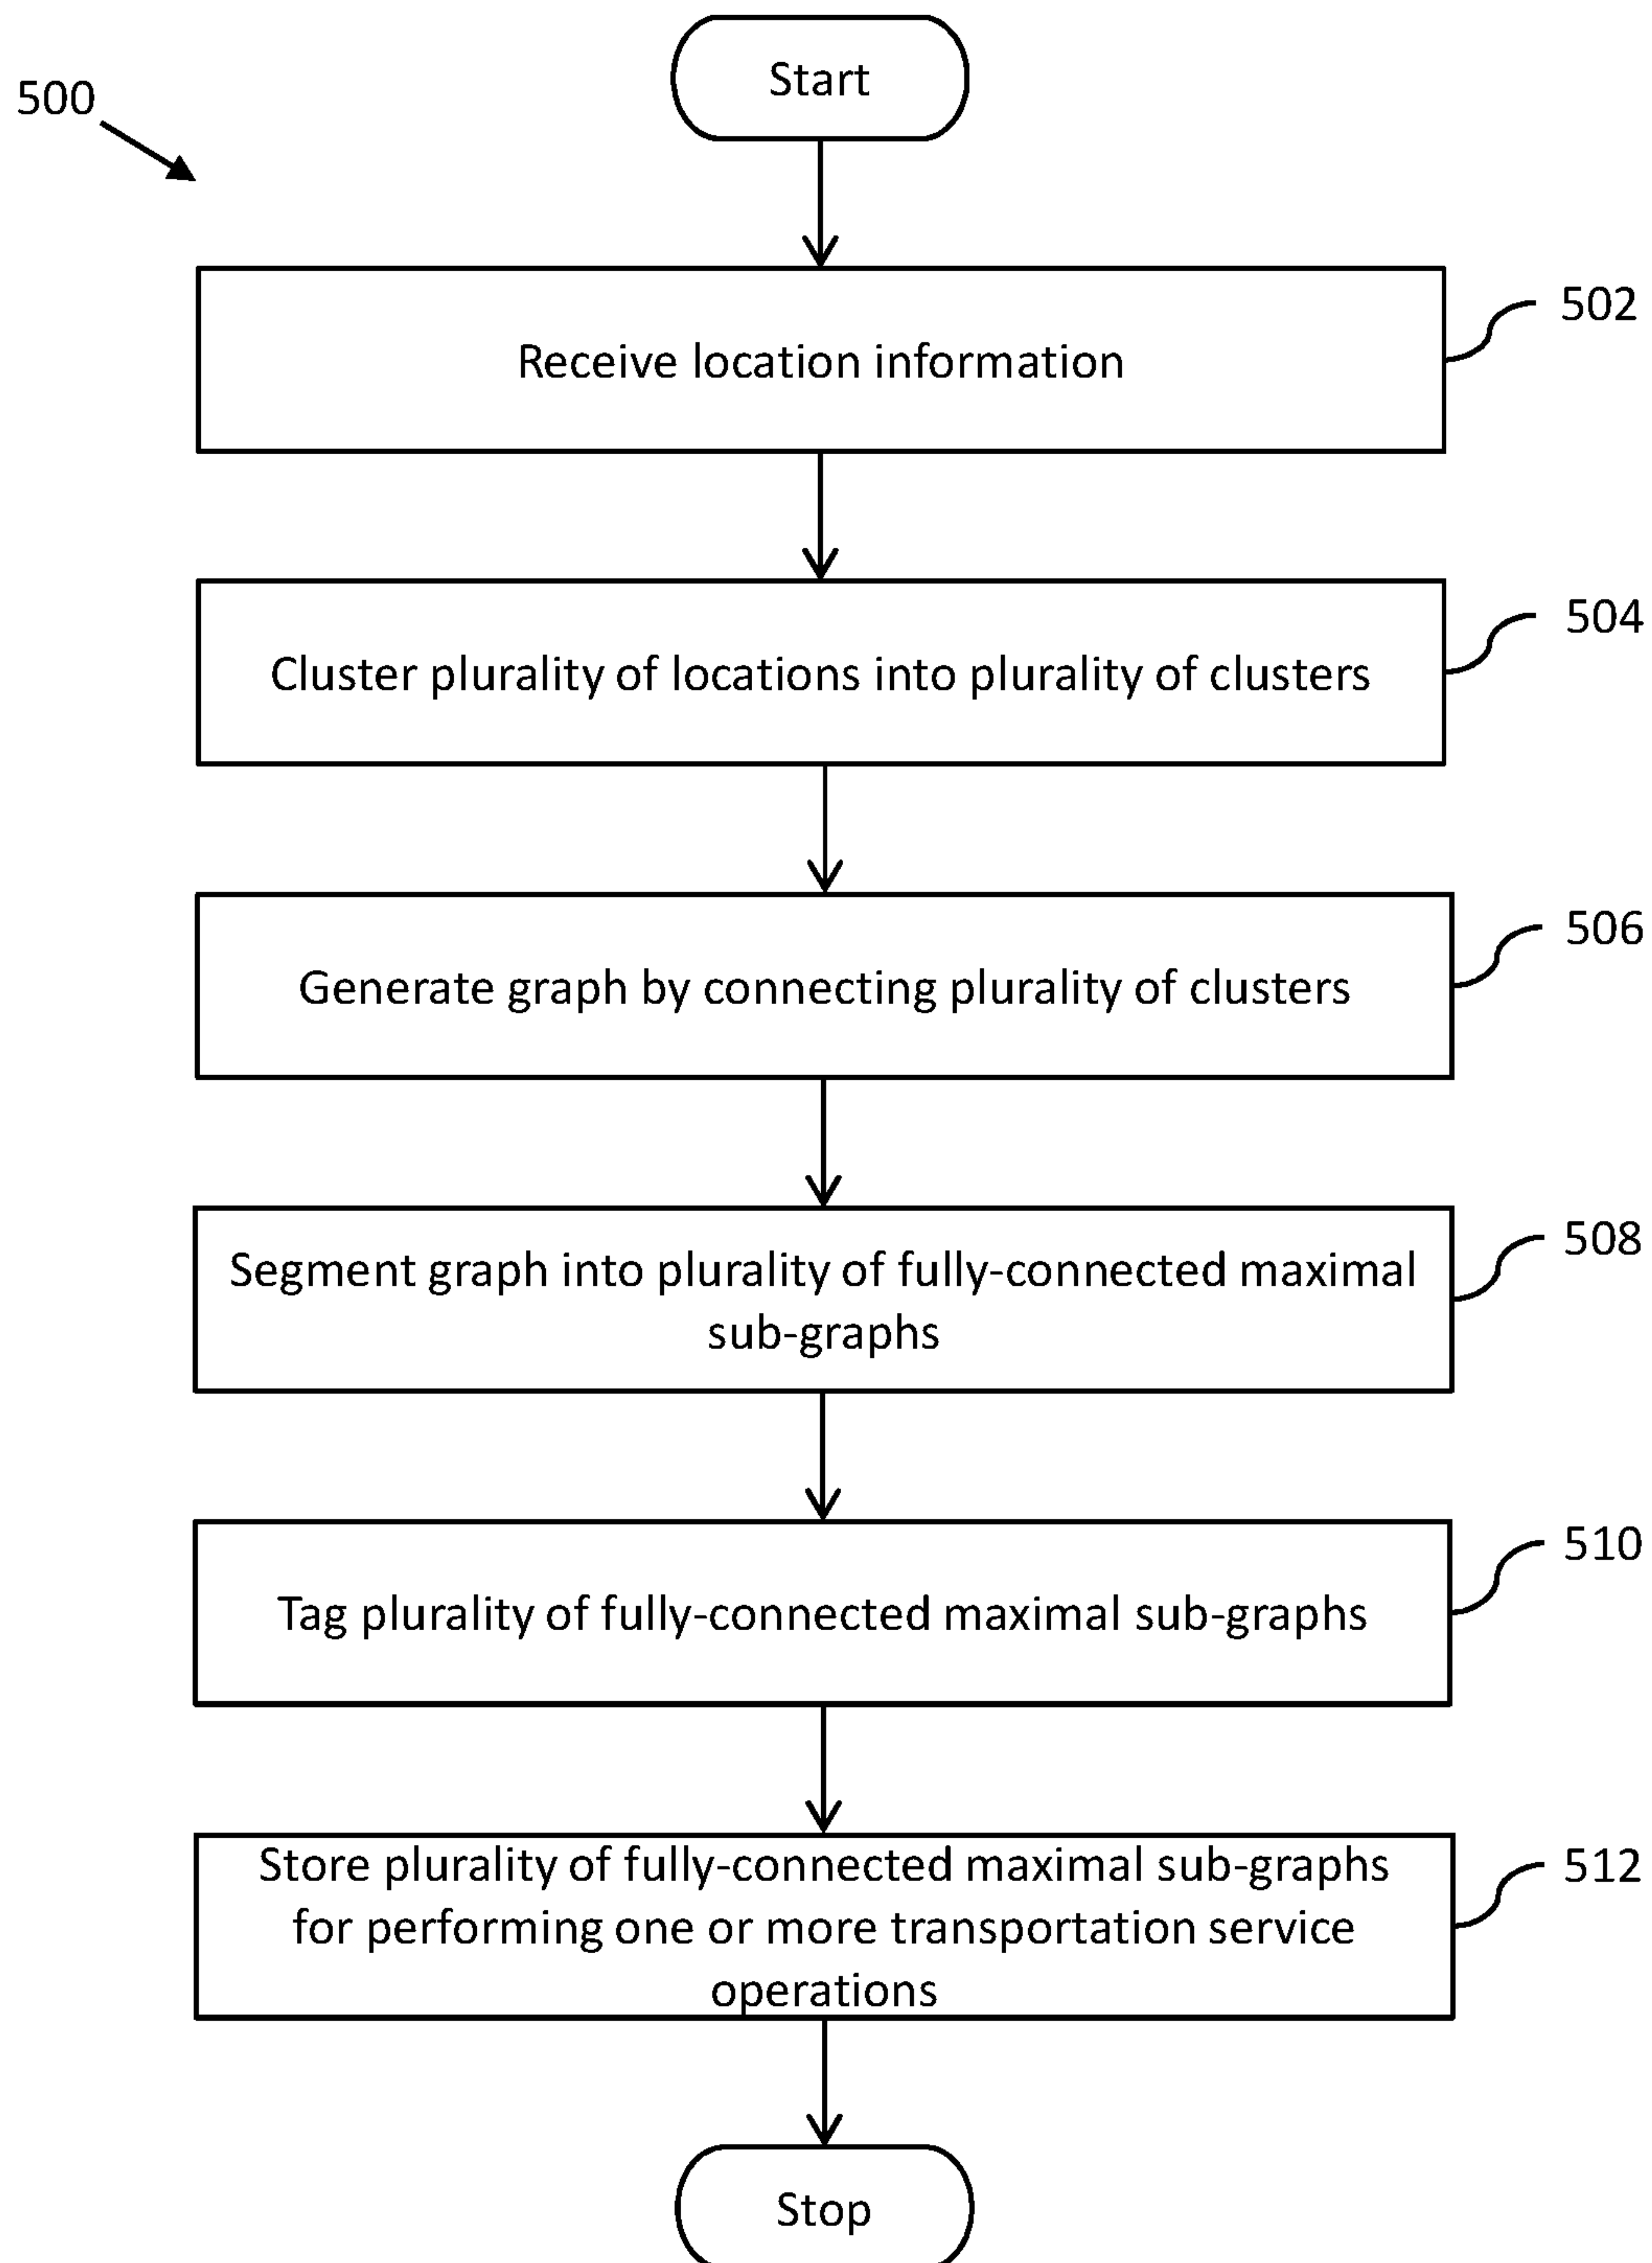 Start
500
Receive location information
502
Cluster plurality of locations into plurality of clusters
504
Generate graph by connecting plurality of clusters
506
Segment graph into plurality of fully-connected maximal
sub-graphs
508
Tag plurality of fully-connected maximal sub-graphs
510
Store plurality of fully-connected maximal sub-graphs
for performing one or more transportation service
operations
512
Stop